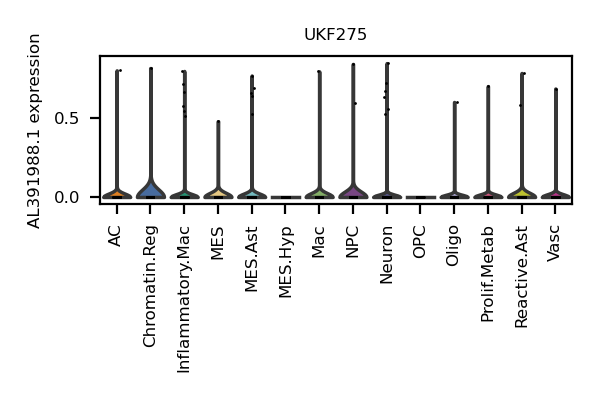 UKF275
AL391988.1 expression
0.5
0.0
AC
Chromatin.Reg
Inflammatory.Mac
MES
MES.Ast
MES.Hyp
Mac
NPC
Neuron
OPC
Oligo
Prolif.Metab
Reactive.Ast
Vasc